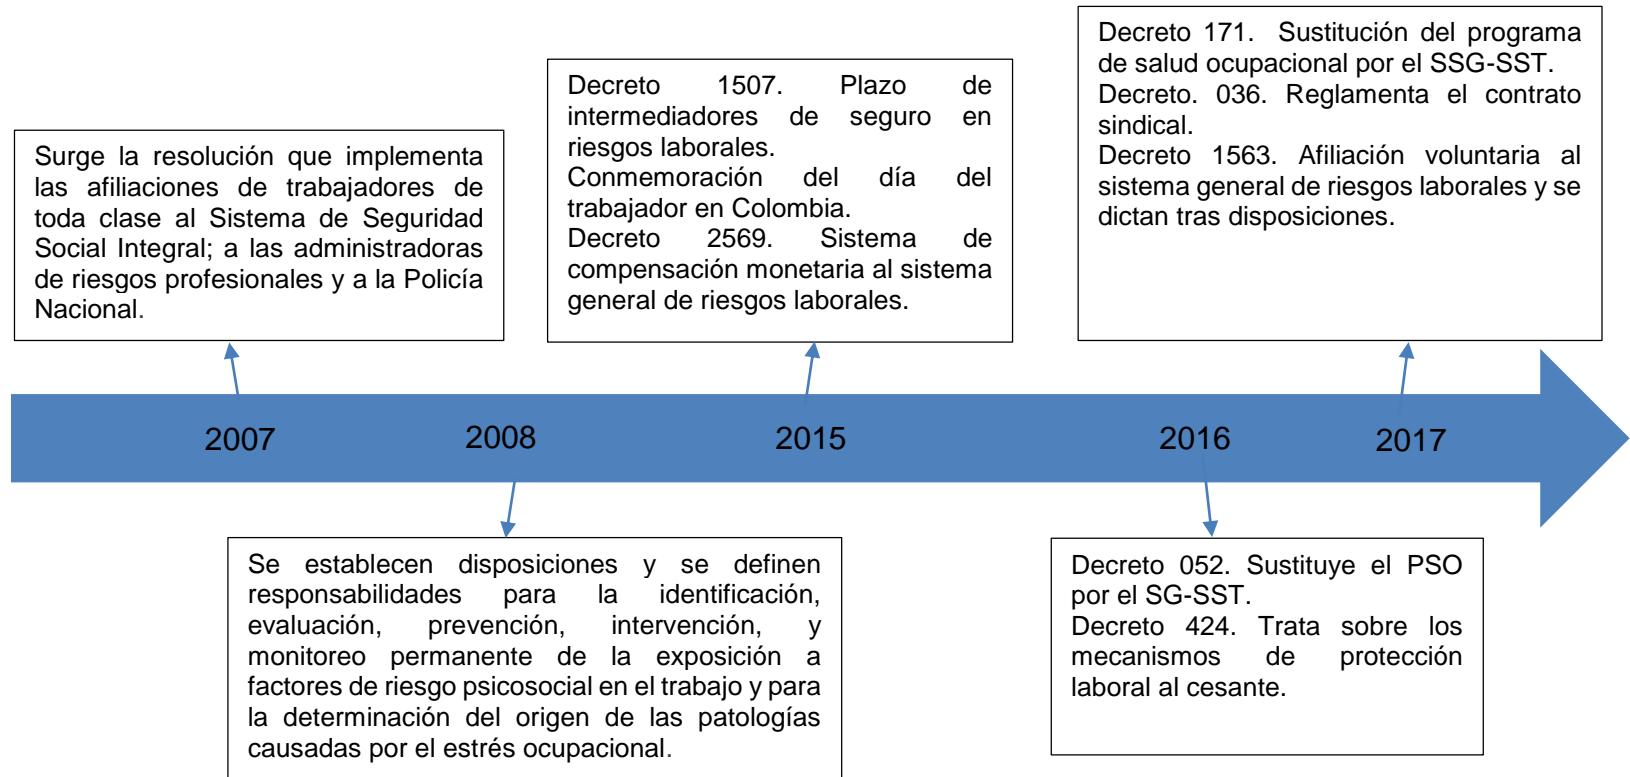 Surge la resolución que implementa
las afiliaciones de trabajadores de
toda clase al Sistema de Seguridad
Social Integral; a las administradoras
de riesgos profesionales y a la Policía
Nacional.
Decreto 1507. Plazo de
intermediadores de seguro en
riesgos laborales.
Conmemoración del día del
trabajador en Colombia.
Decreto 2569. Sistema de
compensación monetaria al sistema
general de riesgos laborales.
Decreto 171. Sustitución del programa
de salud ocupacional por el SSG-SST.
Decreto. 036. Reglamenta el contrato
sindical.
Decreto 1563. Afiliación voluntaria al
sistema general de riesgos laborales y se
dictan tras disposiciones.
2007
2008
2015
2016
2017
Se establecen disposiciones y se definen
responsabilidades para la identificación,
evaluación, prevención, intervención, y
monitoreo permanente de la exposición a
factores de riesgo psicosocial en el trabajo y para
la determinación del origen de las patologías
causadas por el estrés ocupacional.
Decreto 052. Sustituye el PSO
por el SG-SST.
Decreto 424. Trata sobre los
mecanismos de protección
laboral al cesante.